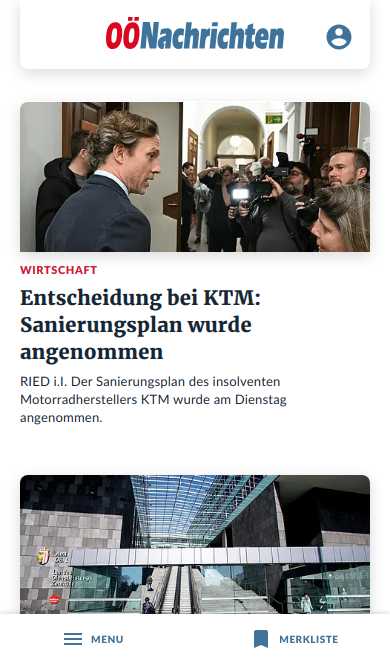 OÖNachrichten
WIRTSCHAFT
Entscheidung bei KTM:
Sanierungsplan wurde
angenommen
RIED i.I. Der Sanierungsplan des insolventen
Motorradherstellers KTM wurde am Dienstag
angenommen.
MENU
MERKLISTE